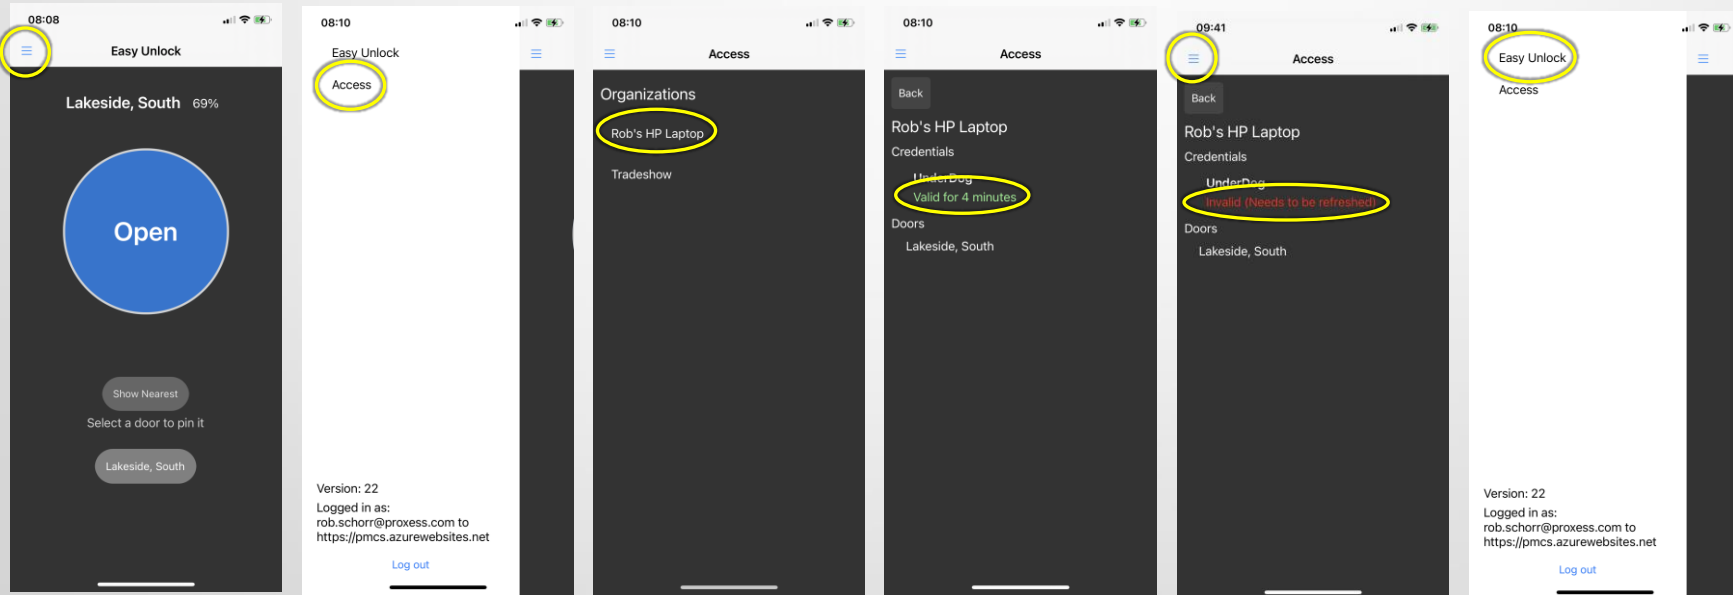 08:08
Easy Unlock
Lakeside, South 69%
Open
Show Nearest
Select a door to pin it
Lakeside, South
08:10
Easy Unlock
Access
Version: 22
Logged in as:
rob.schorr@proxess.com to
https://pmcs.azurewebsites.net
Log out
08:10
Access
Organizations
Rob's HP Laptop
Tradeshow
08:10
Access
Back
Rob's HP Laptop
Credentials
UnderDog
Valid for 4 minutes
Doors
Lakeside, South
09:41
Access
Back
Rob's HP Laptop
Credentials
UnderDog
Invalid (Needs to be refreshed)
Doors
Lakeside, South
08:10
Easy Unlock
Access
Version: 22
Logged in as:
rob.schorr@proxess.com to
https://pmcs.azurewebsites.net
Log out